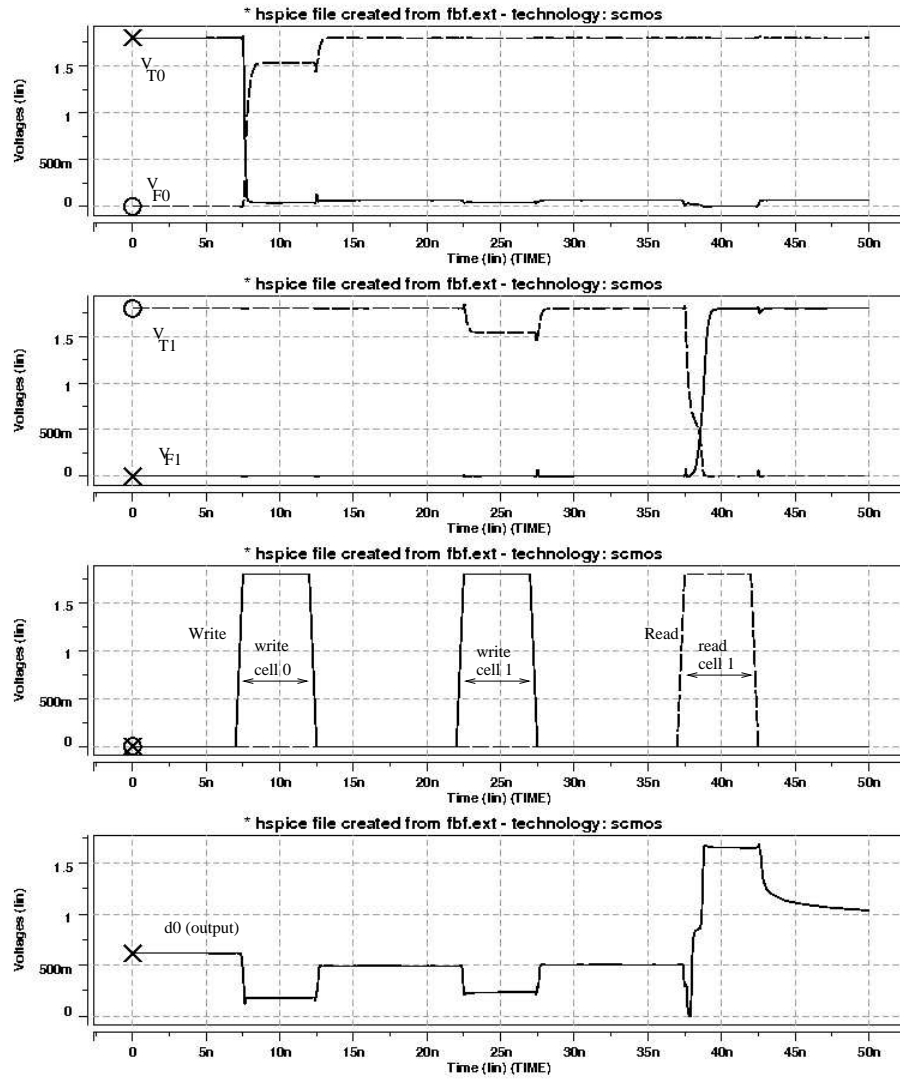 * hspice file created from fbf.ext - technology: scmos
Voltages (lin)
1.5
1
500m
0
V
T0
V
F0
0 5n 10n 15n 20n 25n 30n 35n 40n 45n 50n
Time (lin) (TIME)
* hspice file created from fbf.ext - technology: scmos
Voltages (lin)
1.5
1
500m
0
V
T1
V
F1
0 5n 10n 15n 20n 25n 30n 35n 40n 45n 50n
Time (lin) (TIME)
* hspice file created from fbf.ext - technology: scmos
Voltages (lin)
1.5
1
500m
0
Write
write
cell 0
write
cell 1
Read
read
cell 1
0 5n 10n 15n 20n 25n 30n 35n 40n 45n 50n
Time (lin) (TIME)
* hspice file created from fbf.ext - technology: scmos
Voltages (lin)
1.5
1
500m
0
d0 (output)
0 5n 10n 15n 20n 25n 30n 35n 40n 45n 50n
Time (lin) (TIME)